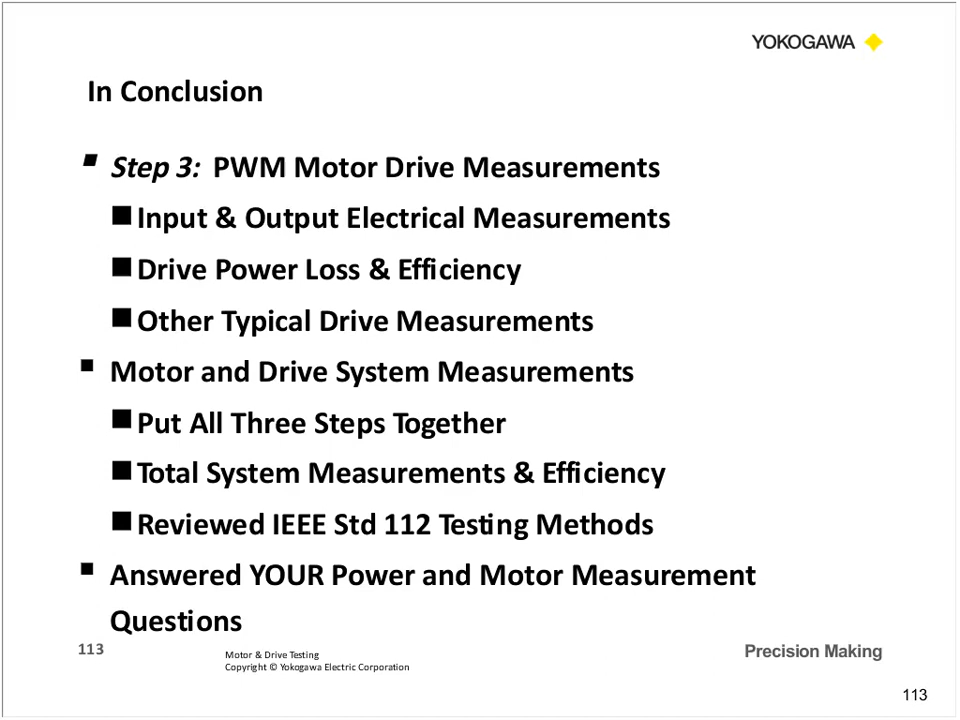 YOKOGAWA
In Conclusion
Step 3: PWM Motor Drive Measurements
Input & Output Electrical Measurements
Drive Power Loss & Efficiency
Other Typical Drive Measurements
Motor and Drive System Measurements
Put All Three Steps Together
Total System Measurements & Efficiency
Reviewed IEEE Std 112 Testing Methods
Answered YOUR Power and Motor Measurement
Questions
113
Motor & Drive Testing
Copyright © Yokogawa Electric Corporation
Precision Making
113